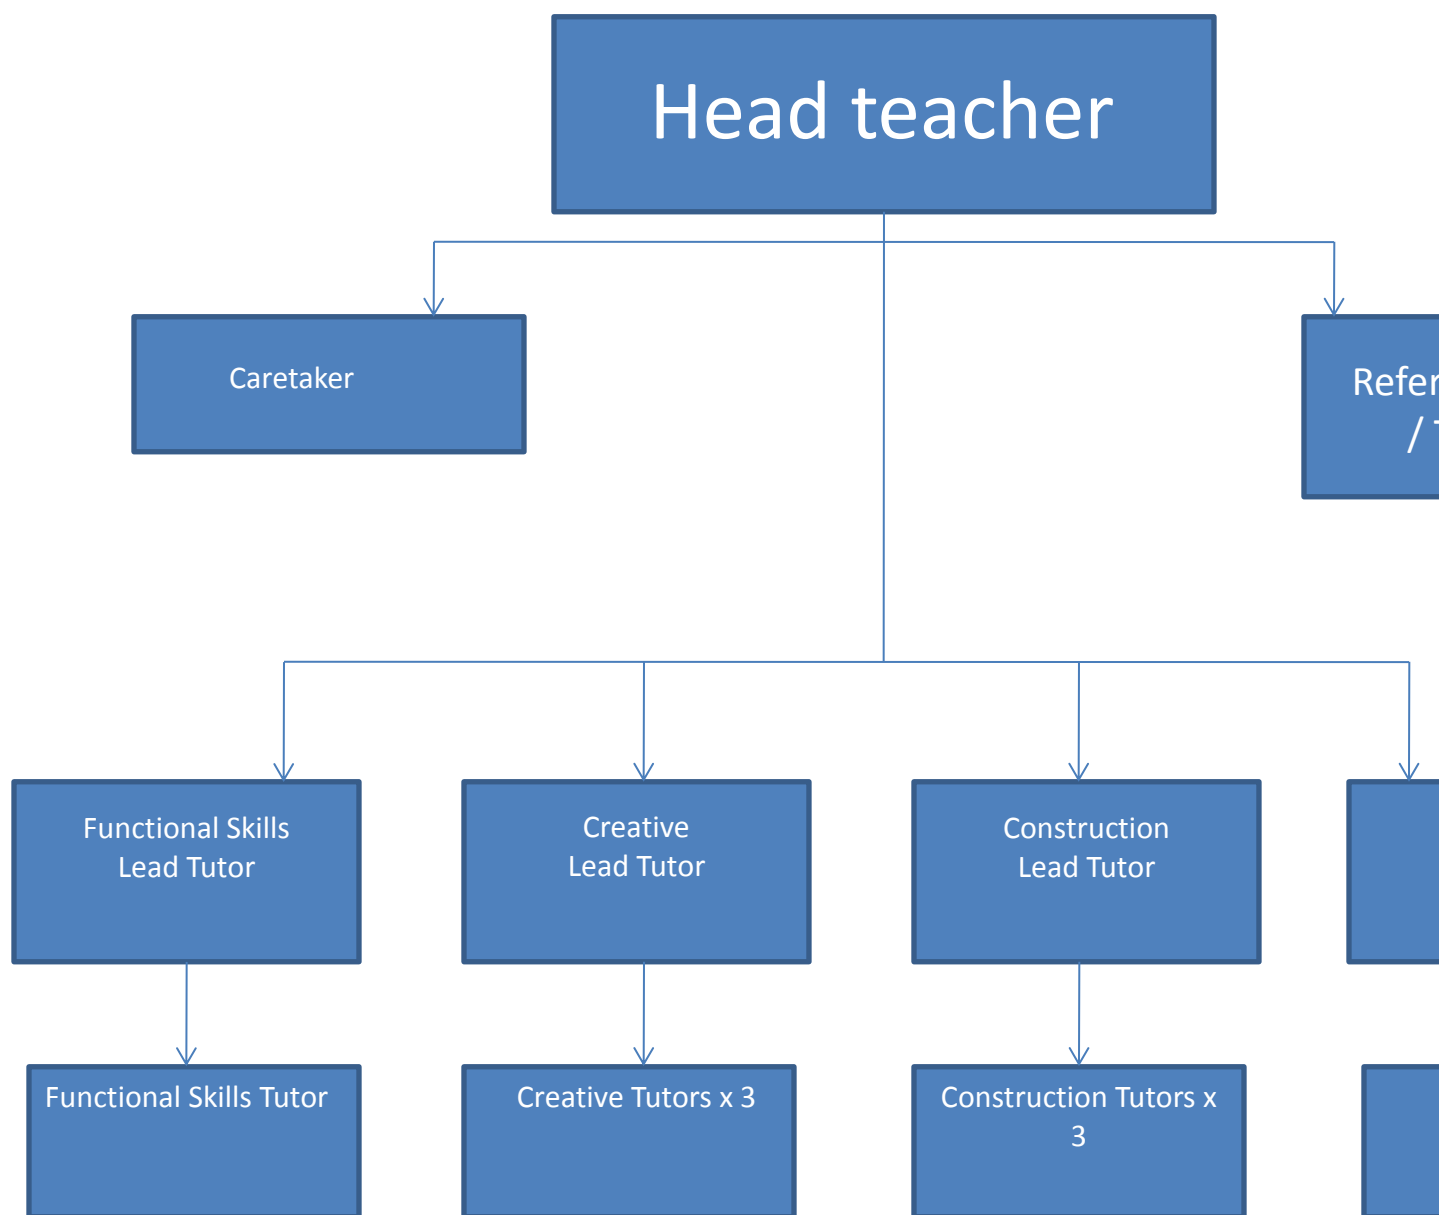 Head teacher
Caretaker
/
Functional Skills
Lead Tutor
Creative
Lead Tutor
Construction
Lead Tutor
Functional Skills Tutor
Creative Tutors x 3
Construction Tutors x
3